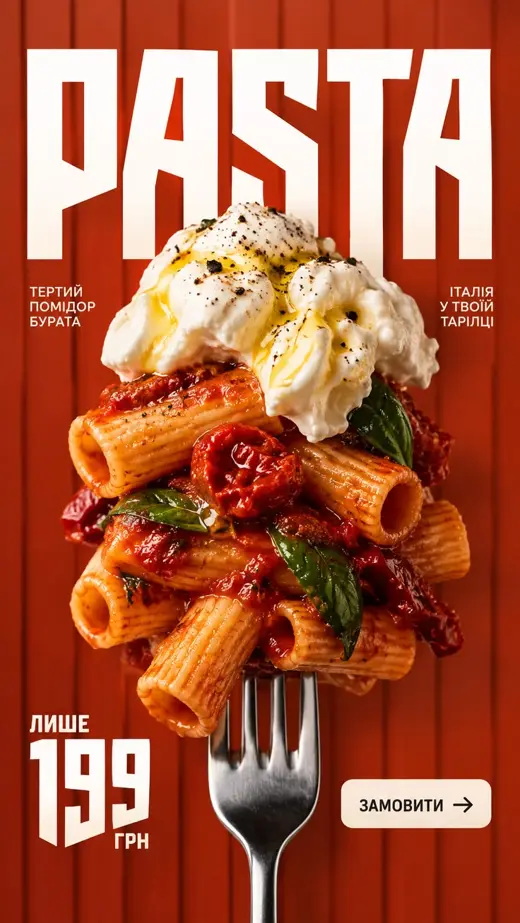 PASTA
ТЕРТИЙ
ПОМІДОР
БУРАТА
ІТАЛІЯ
У ТВОЇЙ
ТАРІЛЦІ
ЛИШЕ
199
ГРН
ЗАМОВИТИ →